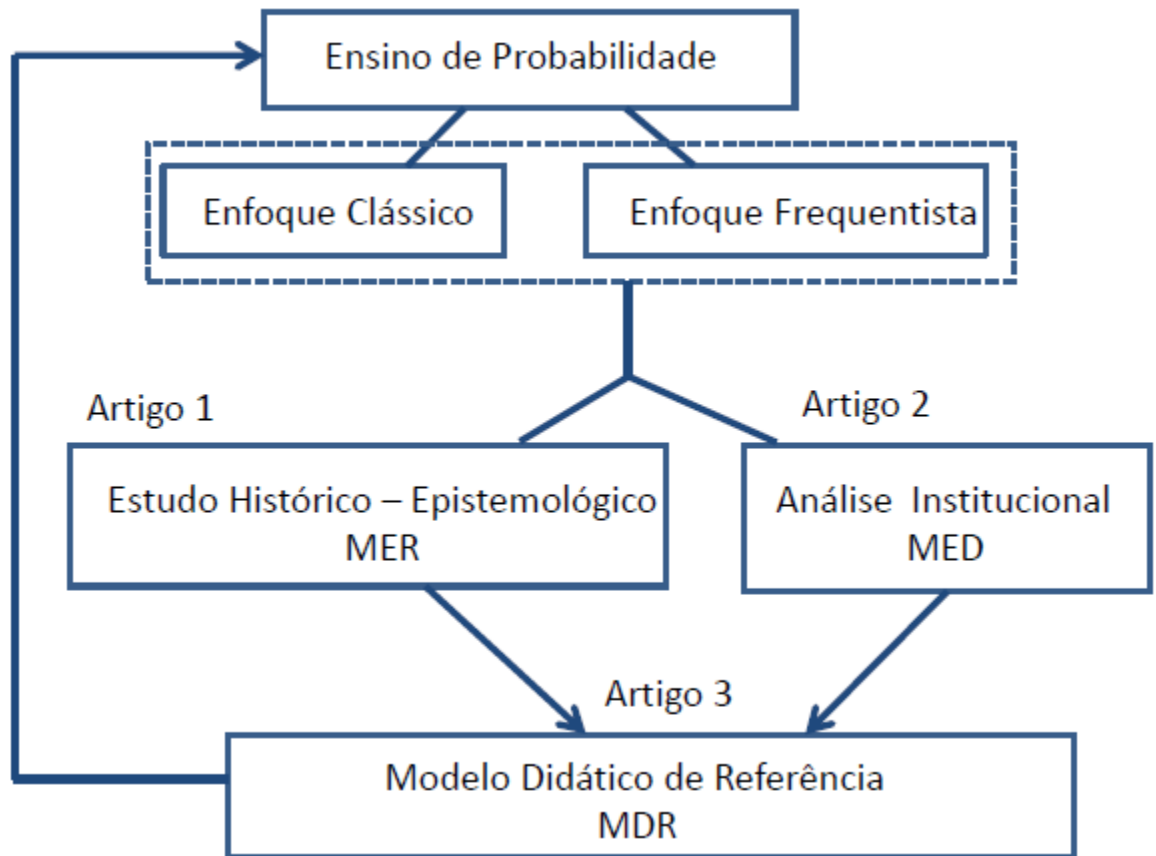 Ensino de Probabilidade
Enfoque Clássico
Enfoque Frequentista
Artigo 1
Artigo 2
Estudo Histórico – Epistemológico
MER
Análise Institucional
MED
Artigo 3
Modelo Didático de Referência
MDR